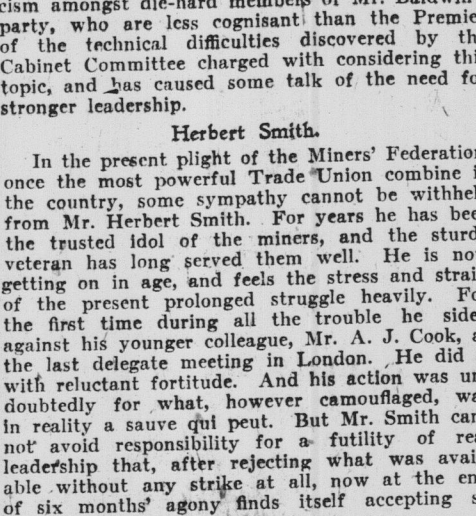 cism amongst die-hard members of Mr. Baldwin
party, who are less cognisant than the Premie
of the technical difficulties discovered by th
Cabinet Committee charged with considering thi
topic, and has caused some talk of the need fo
stronger leadership.
Herbert Smith.
In the present plight of the Miners' Federatio
once the most powerful Trade Union combine i
the country, some sympathy cannot be withhel
from Mr. Herbert Smith. For years he has bee
the trusted idol of the miners, and the sturd
veteran has long served them well. He is no
getting on in age, and feels the stress and strai
of the present prolonged struggle heavily. Fo
the first time during all the trouble he side
against his younger colleague, Mr. A. J. Cook, a
the last delegate meeting in London. He did i
with reluctant fortitude. And his action was un
doubtedly for what, however camouflaged, wa
in reality a sauve qui peut. But Mr. Smith can
not avoid responsibility for a futility of rea
leadership that, after rejecting what was avai
able without any strike at all, now at the en
of six months' agony finds itself accepting s